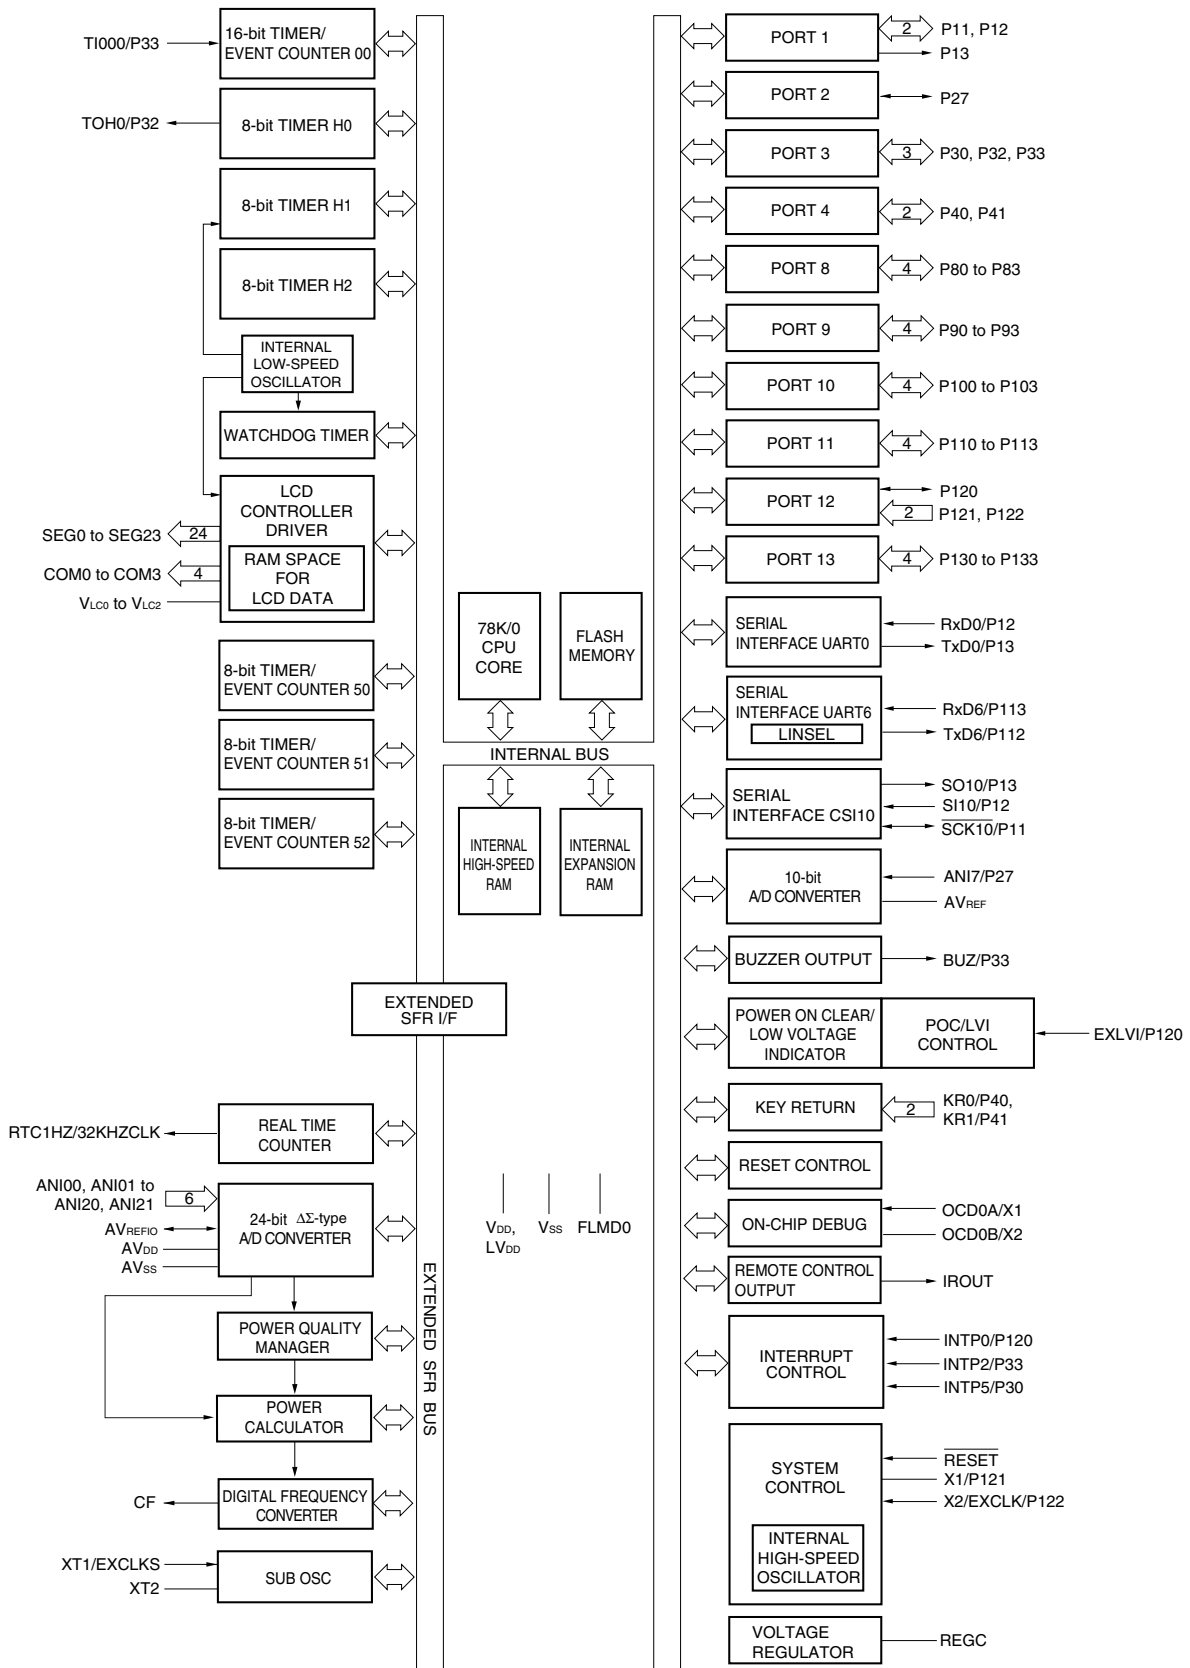 TI000/P33
16-bit TIMER/
EVENT COUNTER 00
TOH0/P32
8-bit TIMER H0
8-bit TIMER H1
8-bit TIMER H2
INTERNAL
LOW-SPEED
OSCILLATOR
WATCHDOG TIMER
LCD
CONTROLLER
DRIVER
SEG0 to SEG23
24
RAM SPACE
FOR
LCD DATA
COM0 to COM3
4
VLC0 to VLC2
8-bit TIMER/
EVENT COUNTER 50
8-bit TIMER/
EVENT COUNTER 51
8-bit TIMER/
EVENT COUNTER 52
78K/0
CPU
CORE
FLASH
MEMORY
INTERNAL BUS
INTERNAL
HIGH-SPEED
RAM
INTERNAL
EXPANSION
RAM
EXTENDED
SFR I/F
RTC1HZ/32KHZCLK
REAL TIME
COUNTER
ANI00, ANI01 to
ANI20, ANI21
6
AVREFIO
AVDD
AVSS
24-bit ΔΣ-type
A/D CONVERTER
POWER QUALITY
MANAGER
POWER
CALCULATOR
CF
DIGITAL FREQUENCY
CONVERTER
XT1/EXCLKS
XT2
SUB OSC
EXTENDED SFR BUS
VDD,
LVDD
VSS
FLMD0
PORT 1
2
P11, P12
P13
PORT 2
P27
PORT 3
3
P30, P32, P33
PORT 4
2
P40, P41
PORT 8
4
P80 to P83
PORT 9
4
P90 to P93
PORT 10
4
P100 to P103
PORT 11
4
P110 to P113
PORT 12
P120
2
P121, P122
PORT 13
4
P130 to P133
SERIAL
INTERFACE UART0
RxD0/P12
TxD0/P13
SERIAL
INTERFACE UART6
LINSEL
RxD6/P113
TxD6/P112
SERIAL
INTERFACE CSI10
SO10/P13
SI10/P12
SCK10/P11
10-bit
A/D CONVERTER
ANI7/P27
AVREF
BUZZER OUTPUT
BUZ/P33
POWER ON CLEAR/
LOW VOLTAGE
INDICATOR
POC/LVI
CONTROL
EXLVI/P120
KEY RETURN
2
KR0/P40,
KR1/P41
RESET CONTROL
ON-CHIP DEBUG
OCD0A/X1
OCD0B/X2
REMOTE CONTROL
OUTPUT
IROUT
INTERRUPT
CONTROL
INTP0/P120
INTP2/P33
INTP5/P30
SYSTEM
CONTROL
RESET
X1/P121
X2/EXCLK/P122
INTERNAL
HIGH-SPEED
OSCILLATOR
VOLTAGE
REGULATOR
REGC